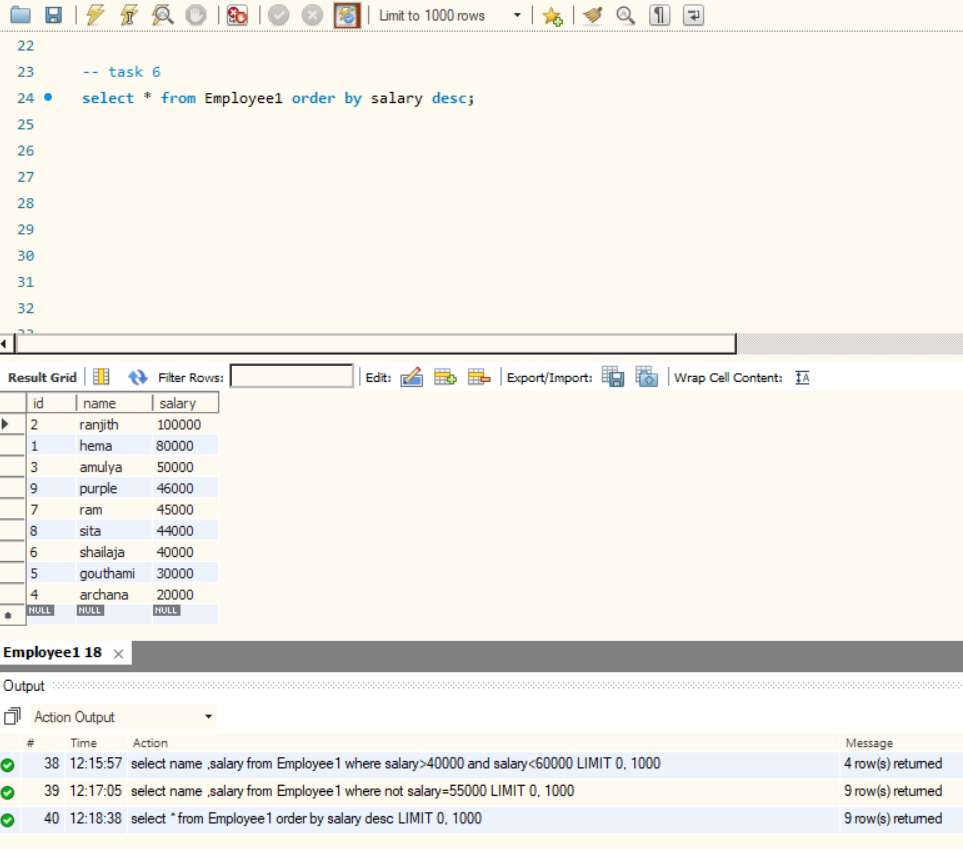 Limit to 1000 rows
22
23 -- task 6
24 select * from Employee1 order by salary desc;
25
26
27
28
29
30
31
32
Result Grid Filter Rows: Edit: Export/Import: Wrap Cell Content:
id name salary
2 ranjith 100000
1 hema 80000
3 amulya 50000
9 purple 46000
7 ram 45000
8 sita 44000
6 shailaja 40000
5 gouthami 30000
4 archana 20000
NULL NULL NULL
Employee1 18
Output
Action Output
# Time Action Message
38 12:15:57 select name ,salary from Employee1 where salary>40000 and salary<60000 LIMIT 0, 1000 4 row(s) returned
39 12:17:05 select name ,salary from Employee1 where not salary=55000 LIMIT 0, 1000 9 row(s) returned
40 12:18:38 select * from Employee1 order by salary desc LIMIT 0, 1000 9 row(s) returned